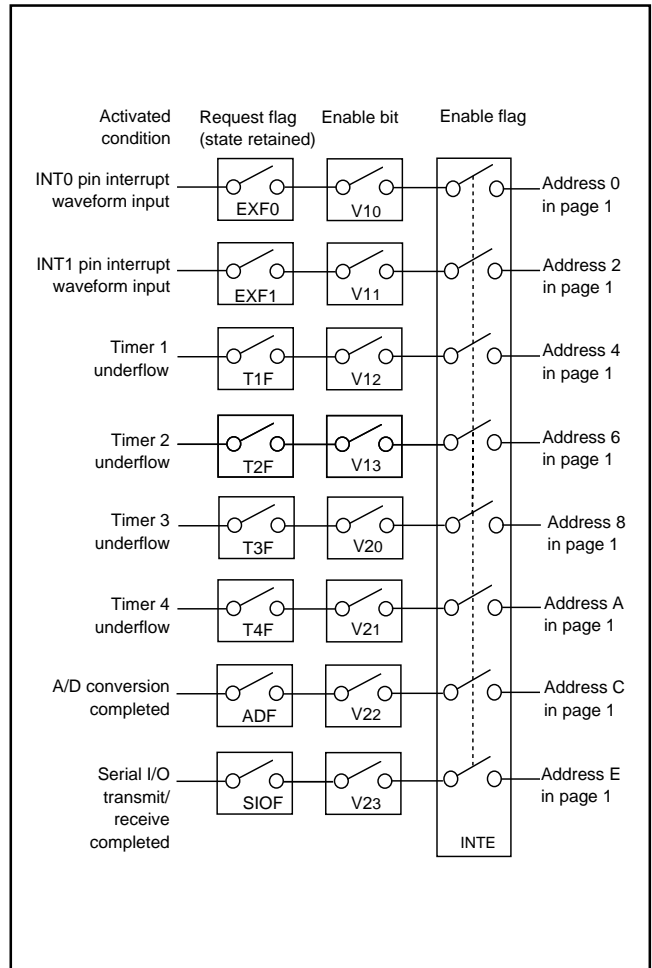 Activated condition
Request flag (state retained)
Enable bit
Enable flag
INT0 pin interrupt waveform input
EXF0
V10
Address 0 in page 1
INT1 pin interrupt waveform input
EXF1
V11
Address 2 in page 1
Timer 1 underflow
T1F
V12
Address 4 in page 1
Timer 2 underflow
T2F
V13
Address 6 in page 1
Timer 3 underflow
T3F
V20
Address 8 in page 1
Timer 4 underflow
T4F
V21
Address A in page 1
A/D conversion completed
ADF
V22
Address C in page 1
Serial I/O transmit/ receive completed
SIOF
V23
Address E in page 1
INTE